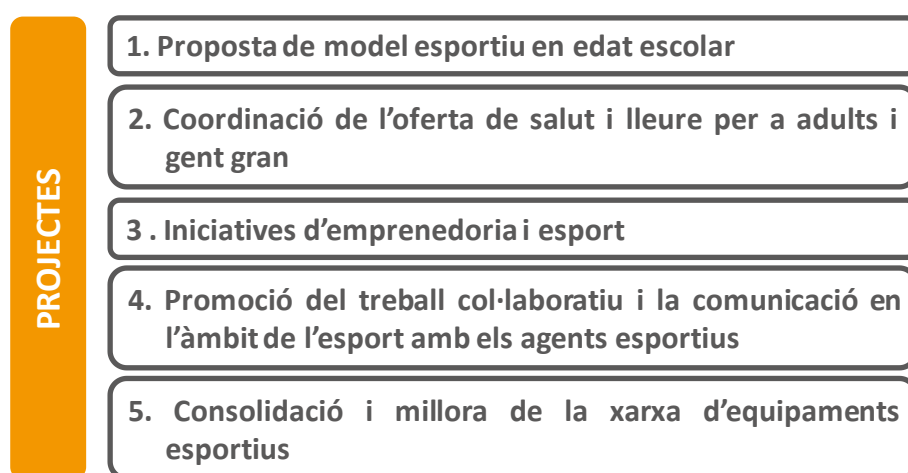 PROJECTES
1. Proposta de model esportiu en edat escolar
2. Coordinació de l’oferta de salut i lleure per a adults i
gent gran
3 . Iniciatives d’emprenedoria i esport
4. Promoció del treball col·laboratiu i la comunicació en
l’àmbit de l’esport amb els agents esportius
5. Consolidació i millora de la xarxa d’equipaments
esportius